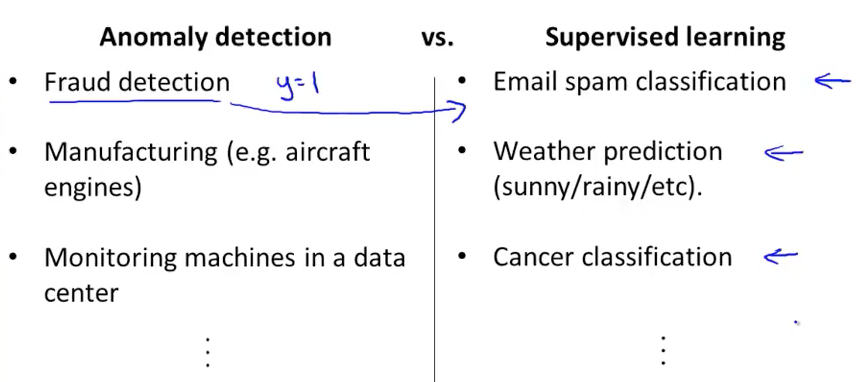 Anomaly detection vs. Supervised learning
• Fraud detection y=1
• Manufacturing (e.g. aircraft
engines)
• Monitoring machines in a data
center
⋮
• Email spam classification ←
• Weather prediction ←
(sunny/rainy/etc).
• Cancer classification ←
⋮